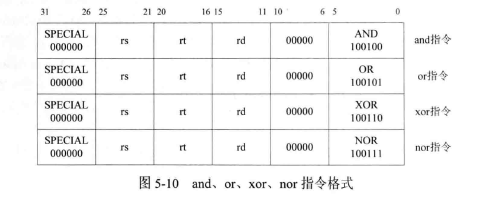 31 26 25 21 20 16 15 11 10 6 5 0
SPECIAL 000000 rs rt rd 00000 AND 100100 and指令
SPECIAL 000000 rs rt rd 00000 OR 100101 or指令
SPECIAL 000000 rs rt rd 00000 XOR 100110 xor指令
SPECIAL 000000 rs rt rd 00000 NOR 100111 nor指令
图 5-10 and、or、xor、nor 指令格式